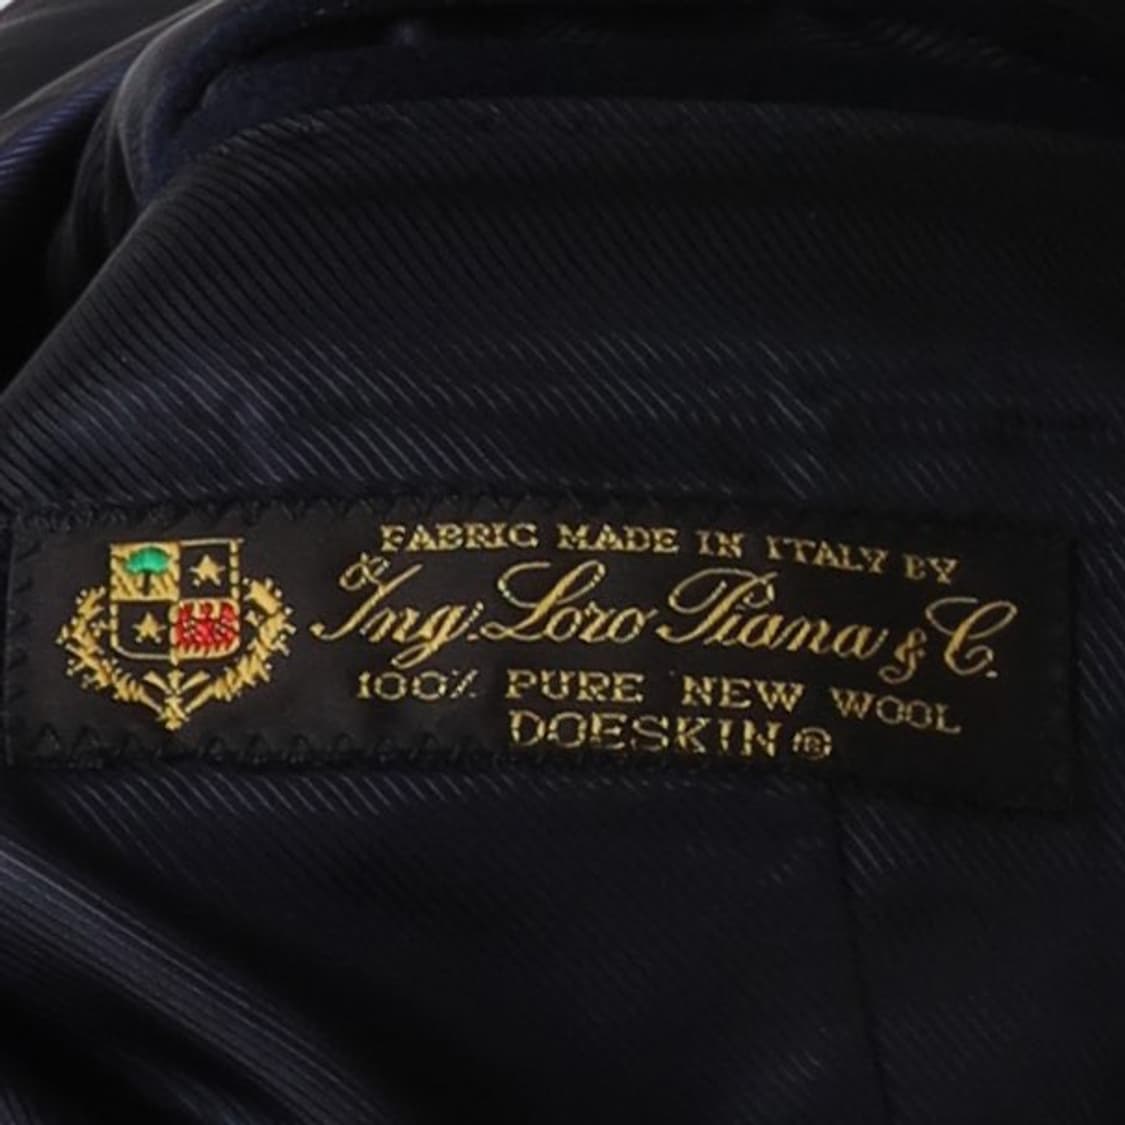 FABRIC MADE IN ITALY BY
Ing. Loro Piana & C.
100% PURE NEW WOOL
DOESKIN ®